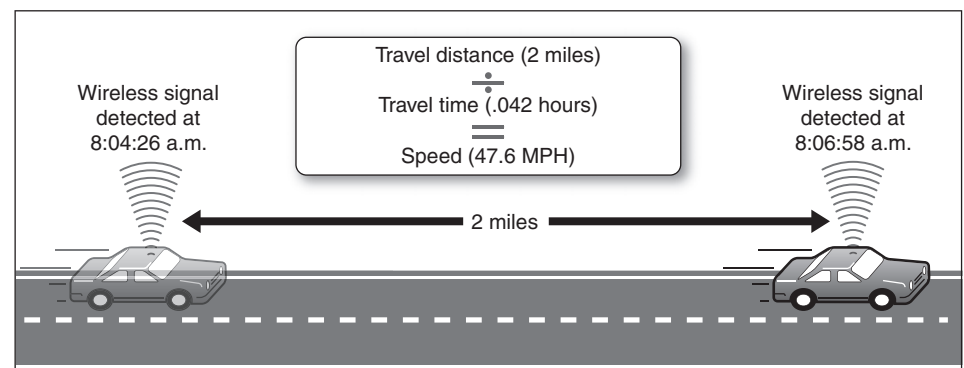 Travel distance (2 miles)
÷
Travel time (.042 hours)
=
Speed (47.6 MPH)
Wireless signal
detected at
8:04:26 a.m.
Wireless signal
detected at
8:06:58 a.m.
2 miles